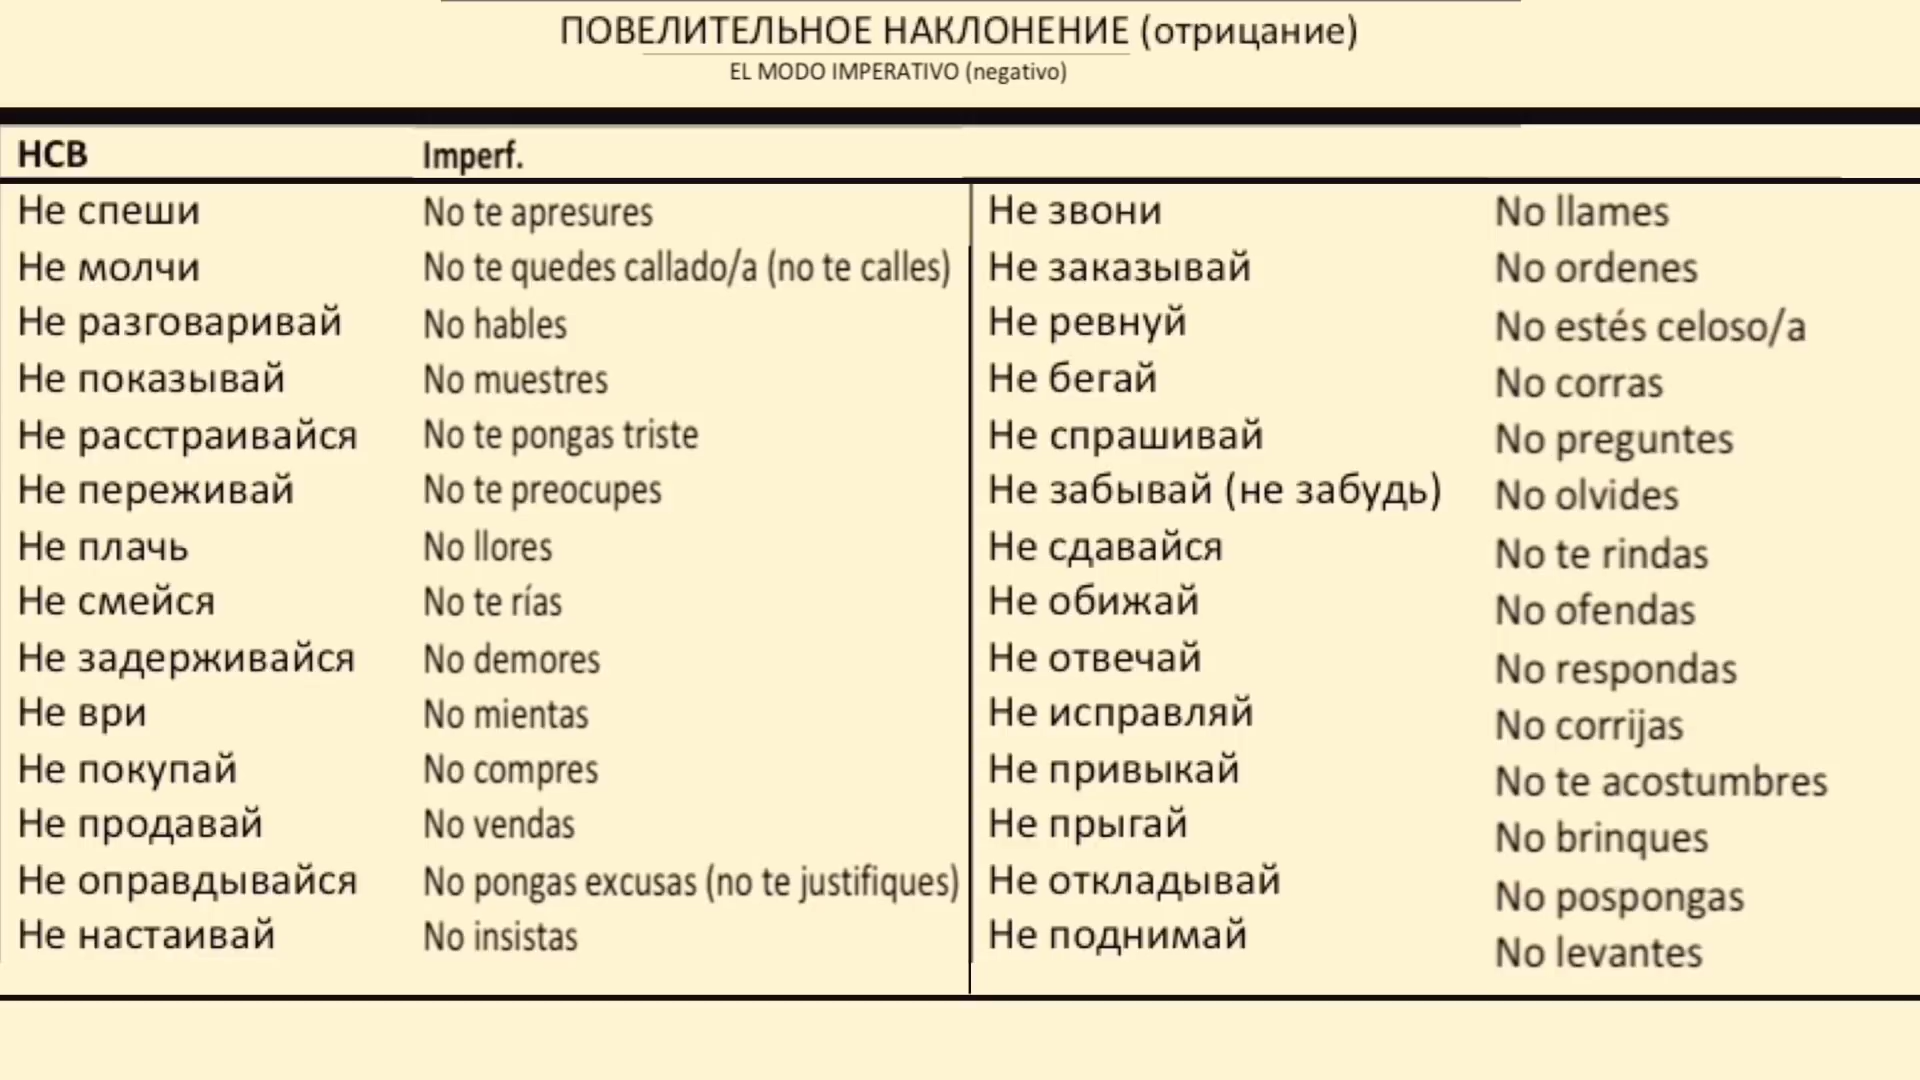 ПОВЕЛИТЕЛЬНОЕ НАКЛОНЕНИЕ (отрицание)
EL MODO IMPERATIVO (negativo)
НСВ Imperf.
Не спеши No te apresures Не звони No llames
Не молчи No te quedes callado/a (no te calles) Не заказывай No ordenes
Не разговаривай No hables Не ревнуй No estés celoso/a
Не показывай No muestres Не бегай No corras
Не расстраивайся No te pongas triste Не спрашивай No preguntes
Не переживай No te preocupes Не забывай (не забудь) No olvides
Не плачь No llores Не сдавайся No te rindas
Не смейся No te rías Не обижай No ofendas
Не задерживайся No demores Не отвечай No respondas
Не ври No mientas Не исправляй No corrijas
Не покупай No compres Не привыкай No te acostumbres
Не продавай No vendas Не прыгай No brinques
Не оправдывайся No pongas excusas (no te justifiques) Не откладывай No pospongas
Не настаивай No insistas Не поднимай No levantes